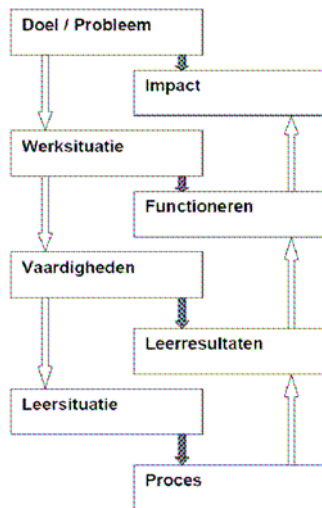 Doel / Probleem
Impact
Werksituatie
Functioneren
Vaardigheden
Leerresultaten
Leersituatie
Proces